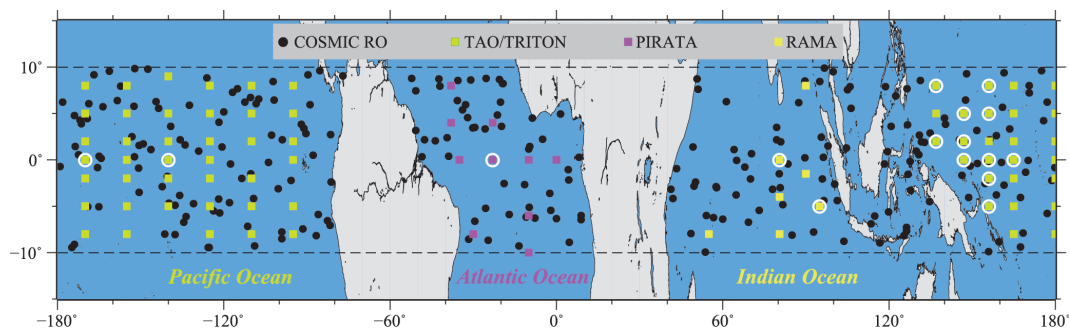 COSMIC RO TAO/TRITON PIRATA RAMA
10°
0°
−10°
Pacific Ocean Atlantic Ocean Indian Ocean
−180° −120° −60° 0° 60° 120° 180°